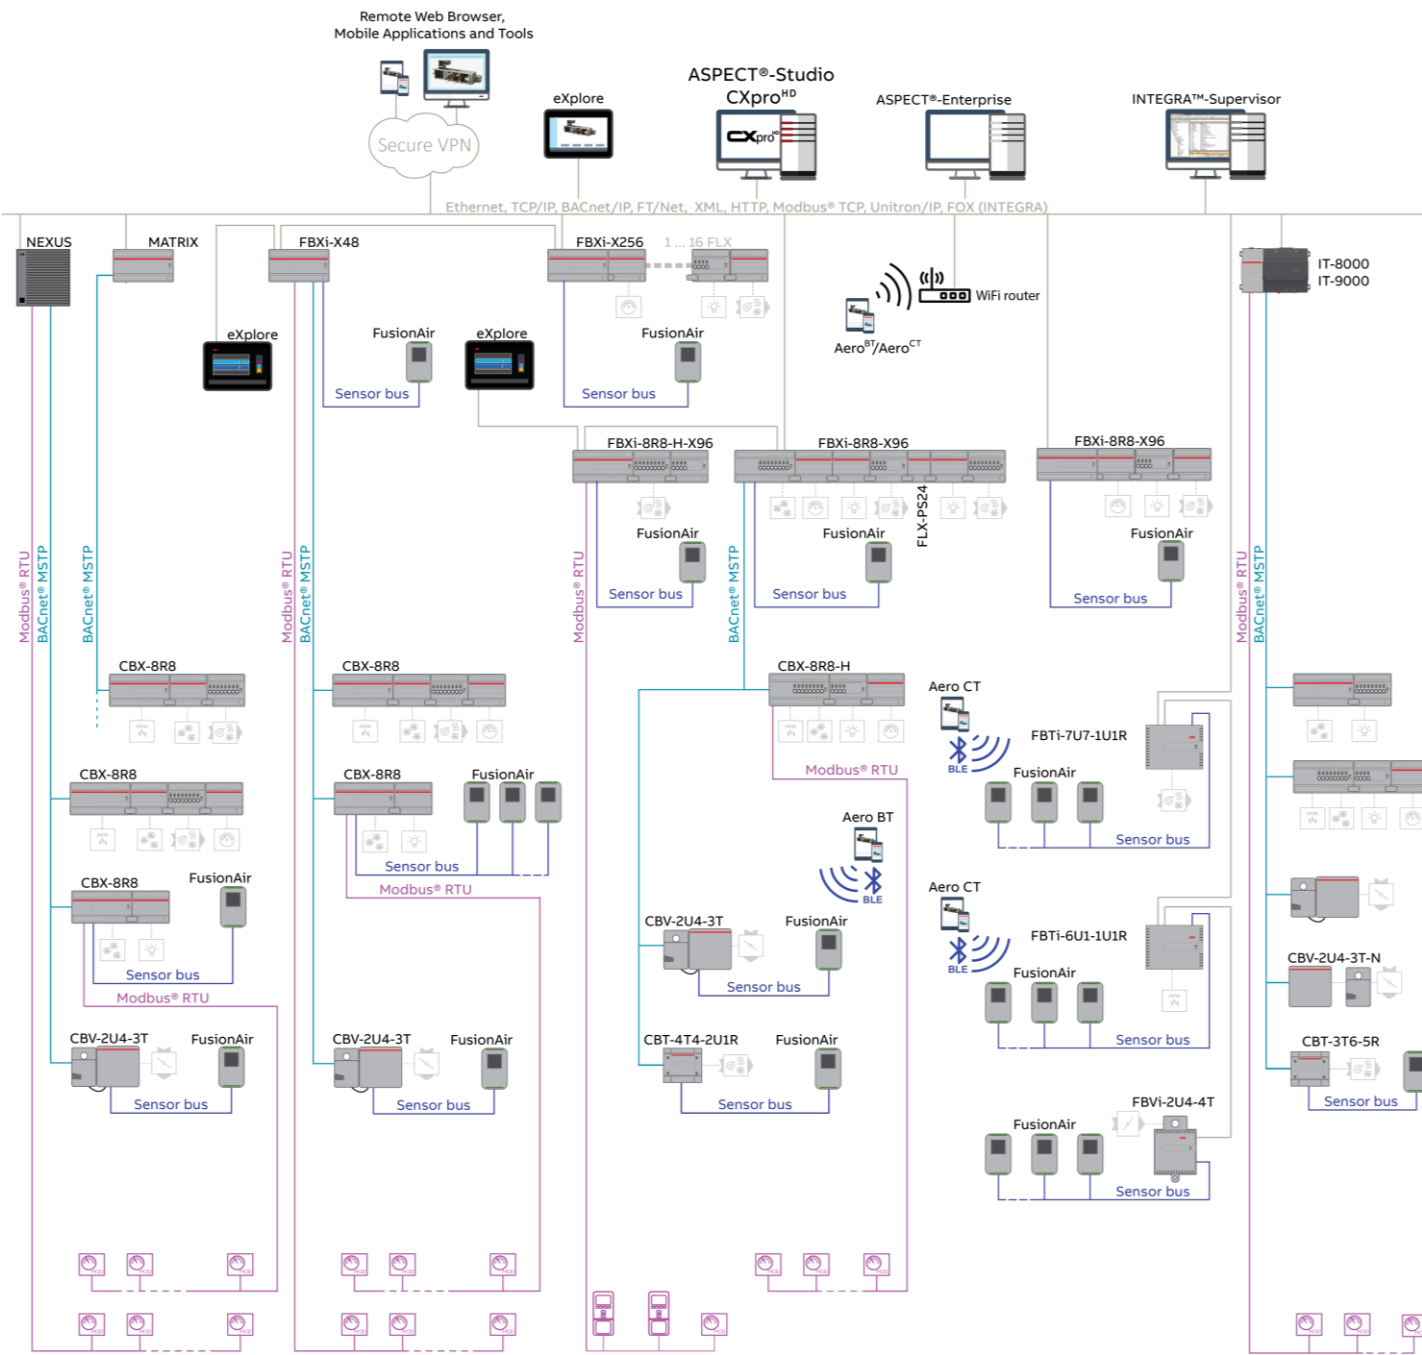 Remote Web Browser,
Mobile Applications and Tools
Secure VPN
eXplore
ASPECT®-Studio
CXproᴴᴰ
CXproᴴᴰ
ASPECT®-Enterprise
INTEGRA™-Supervisor
Ethernet, TCP/IP, BACnet/IP, FT/Net, XML, HTTP, Modbus® TCP, Unitron/IP, FOX (INTEGRA)
NEXUS
MATRIX
FBXi-X48
FBXi-X256
1 ... 16 FLX
WiFi router
Aeroᴮᵀ/Aeroᶜᵀ
IT-8000
IT-9000
eXplore
FusionAir
Sensor bus
eXplore
FusionAir
Sensor bus
FBXi-8R8-H-X96
FBXi-8R8-X96
FBXi-8R8-X96
FLX-PS24
FusionAir
FusionAir
FusionAir
Sensor bus
Sensor bus
Sensor bus
Modbus® RTU
BACnet® MSTP
BACnet® MSTP
Modbus® RTU
BACnet® MSTP
Modbus® RTU
BACnet® MSTP
Modbus® RTU
BACnet® MSTP
CBX-8R8
CBX-8R8
CBX-8R8-H
Modbus® RTU
Aero CT
BLE
FBTi-7U7-1U1R
FusionAir
Sensor bus
CBX-8R8
CBX-8R8
FusionAir
Sensor bus
Modbus® RTU
Aero BT
BLE
CBX-8R8
FusionAir
Sensor bus
Modbus® RTU
CBV-2U4-3T
FusionAir
Sensor bus
Aero CT
BLE
FBTi-6U1-1U1R
FusionAir
Sensor bus
CBV-2U4-3T-N
CBV-2U4-3T
FusionAir
Sensor bus
CBV-2U4-3T
FusionAir
Sensor bus
CBT-4T4-2U1R
FusionAir
Sensor bus
CBT-3T6-5R
Sensor bus
FBVi-2U4-4T
FusionAir
Sensor bus